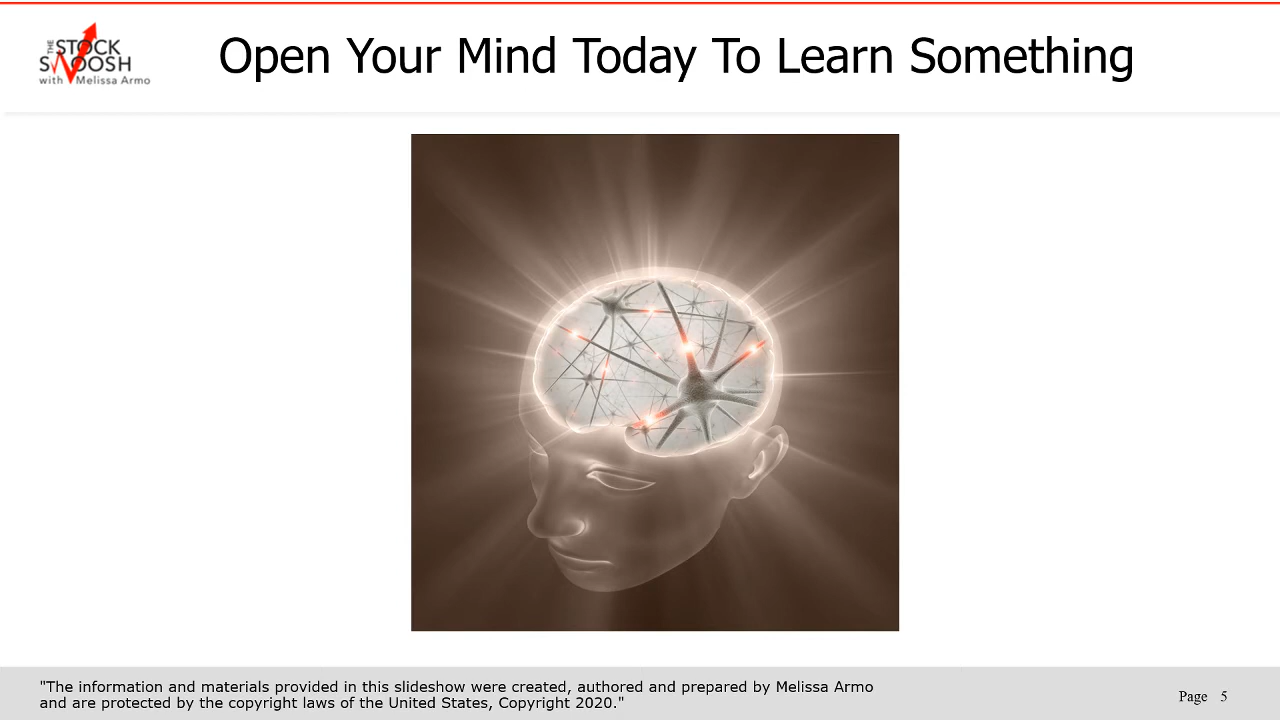 THE
STOCK
SWOOSH
with Melissa Armo
Open Your Mind Today To Learn Something
"The information and materials provided in this slideshow were created, authored and prepared by Melissa Armo
and are protected by the copyright laws of the United States, Copyright 2020."
Page 5